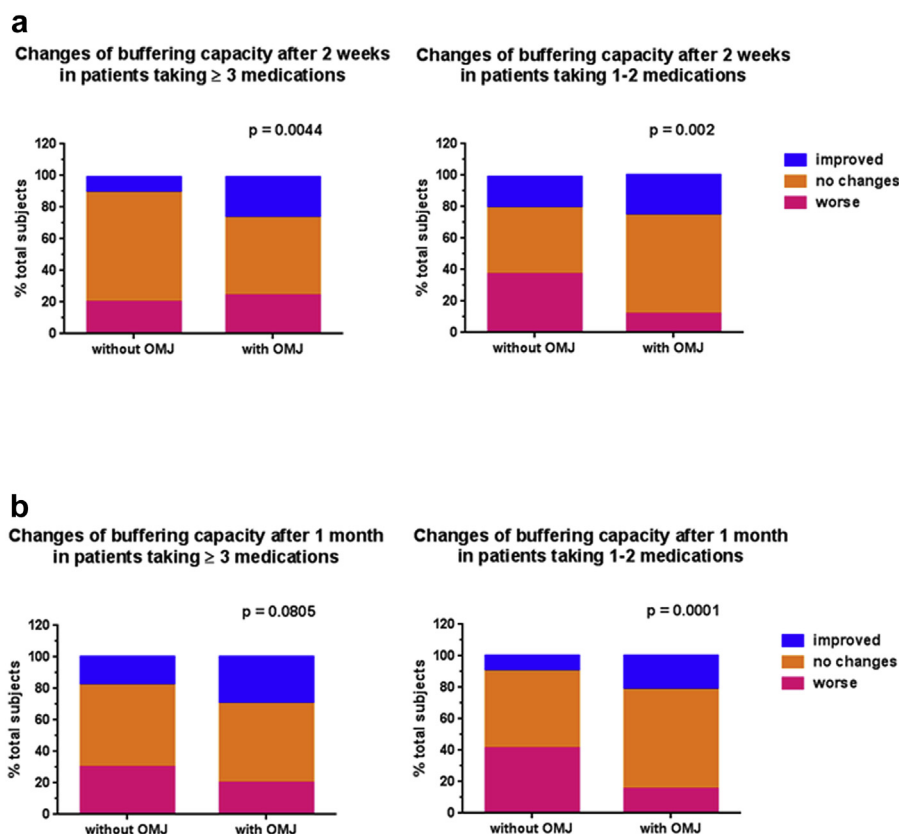 a
Changes of buffering capacity after 2 weeks
in patients taking ≥ 3 medications
p = 0.0044
120
100
80
60
40
20
0
% total subjects
without OMJ
with OMJ
Changes of buffering capacity after 2 weeks
in patients taking 1-2 medications
p = 0.002
120
100
80
60
40
20
0
% total subjects
without OMJ
with OMJ
improved
no changes
worse
b
Changes of buffering capacity after 1 month
in patients taking ≥ 3 medications
p = 0.0805
120
100
80
60
40
20
0
% total subjects
without OMJ
with OMJ
Changes of buffering capacity after 1 month
in patients taking 1-2 medications
p = 0.0001
120
100
80
60
40
20
0
% total subjects
without OMJ
with OMJ
improved
no changes
worse